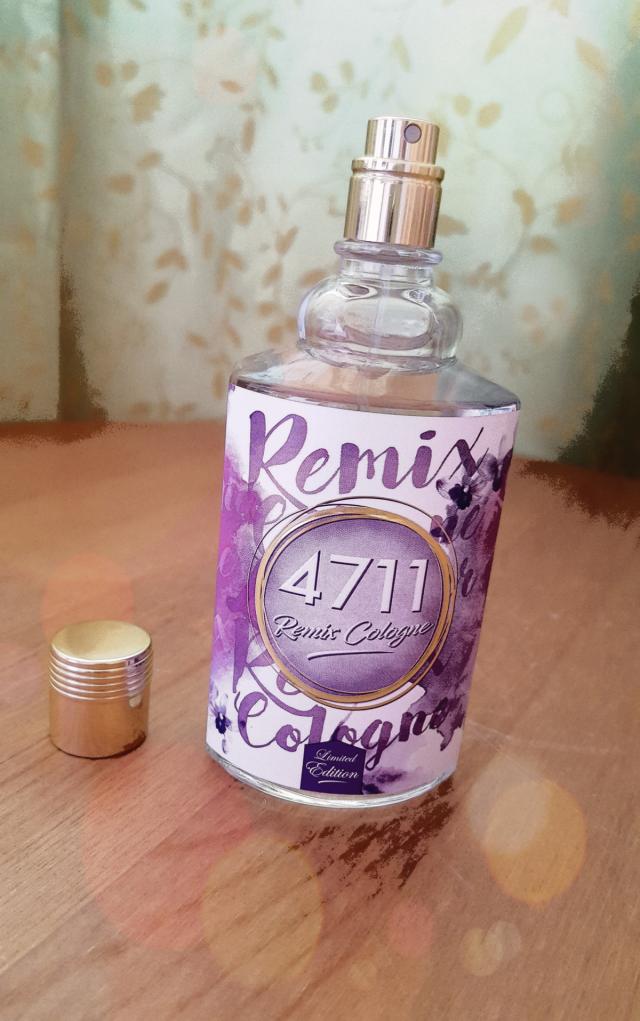 Remix
4711
Remix Cologne
Cologne
Limited
Edition